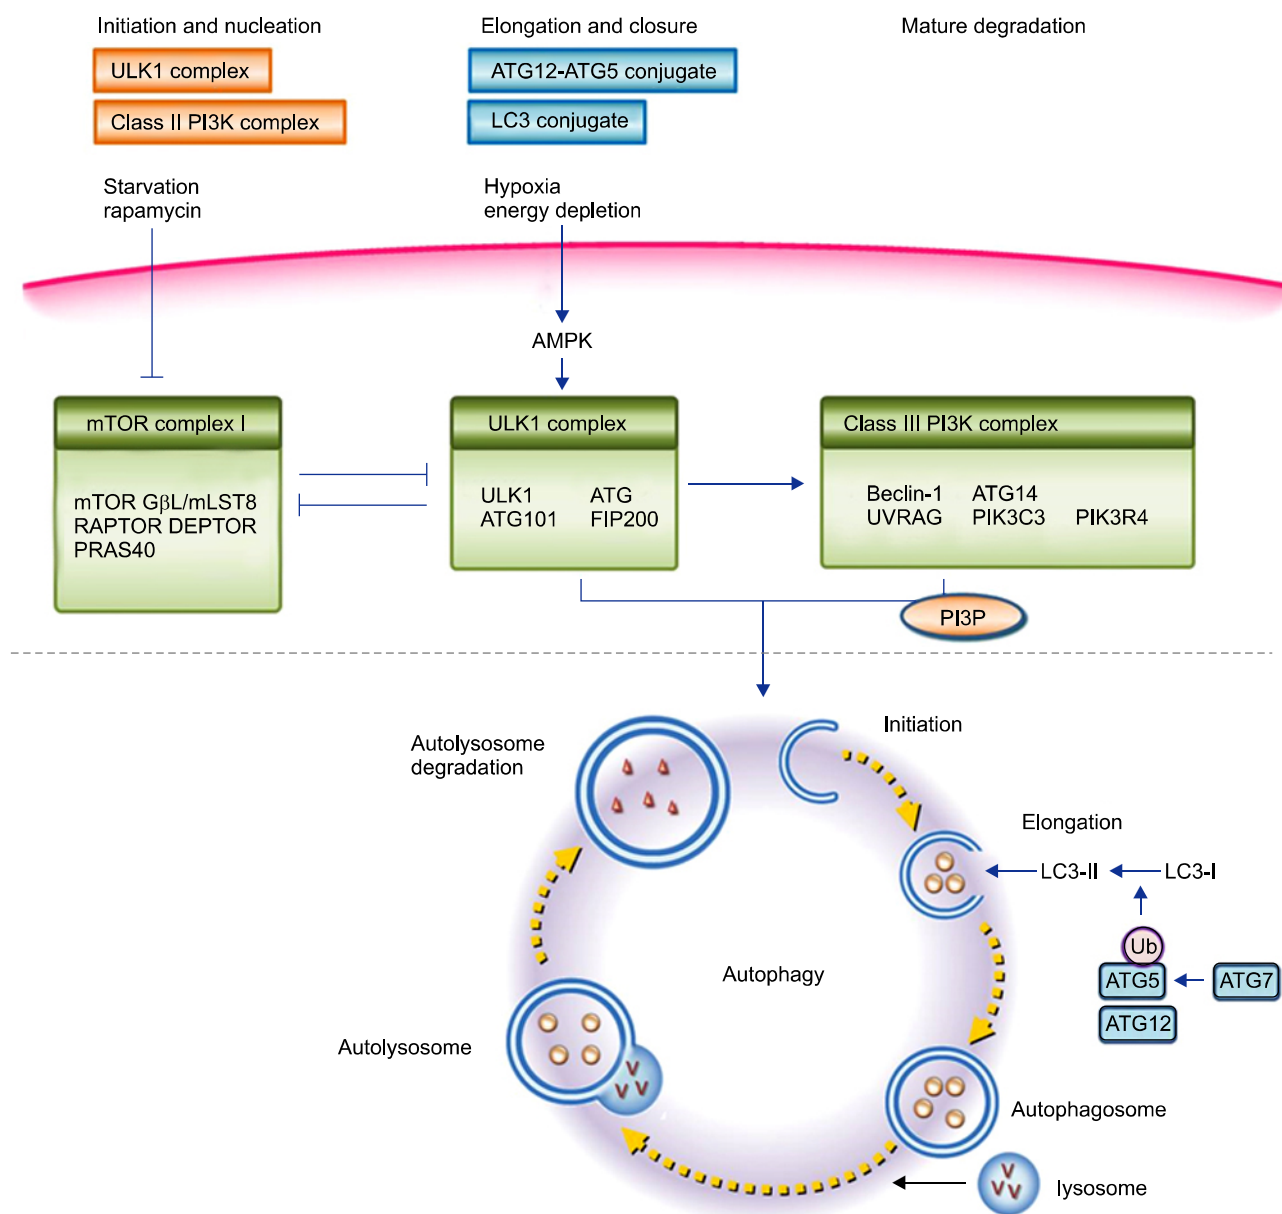 Initiation and nucleation
Elongation and closure
Mature degradation
ULK1 complex
Class II PI3K complex
ATG12-ATG5 conjugate
LC3 conjugate
Starvation
rapamycin
Hypoxia
energy depletion
AMPK
mTOR complex I
mTOR GβL/mLST8
RAPTOR DEPTOR
PRAS40
ULK1 complex
ULK1 ATG
ATG101 FIP200
Class III PI3K complex
Beclin-1 ATG14
UVRAG PIK3C3 PIK3R4
PI3P
Initiation
Autolysosome
degradation
Elongation
LC3-II
LC3-I
Ub
ATG5
ATG7
ATG12
Autophagy
Autolysosome
Autophagosome
lysosome